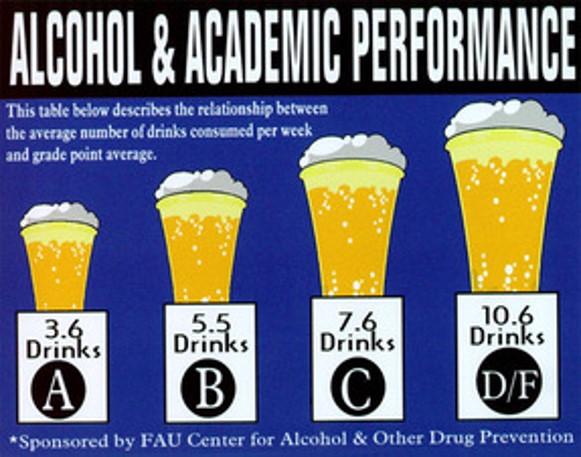 ALCOHOL & ACADEMIC PERFORMANCE
This table below describes the relationship between
the average number of drinks consumed per week
and grade point average.
3.6
Drinks
A
5.5
Drinks
B
7.6
Drinks
C
10.6
Drinks
D/F
*Sponsored by FAU Center for Alcohol & Other Drug Prevention